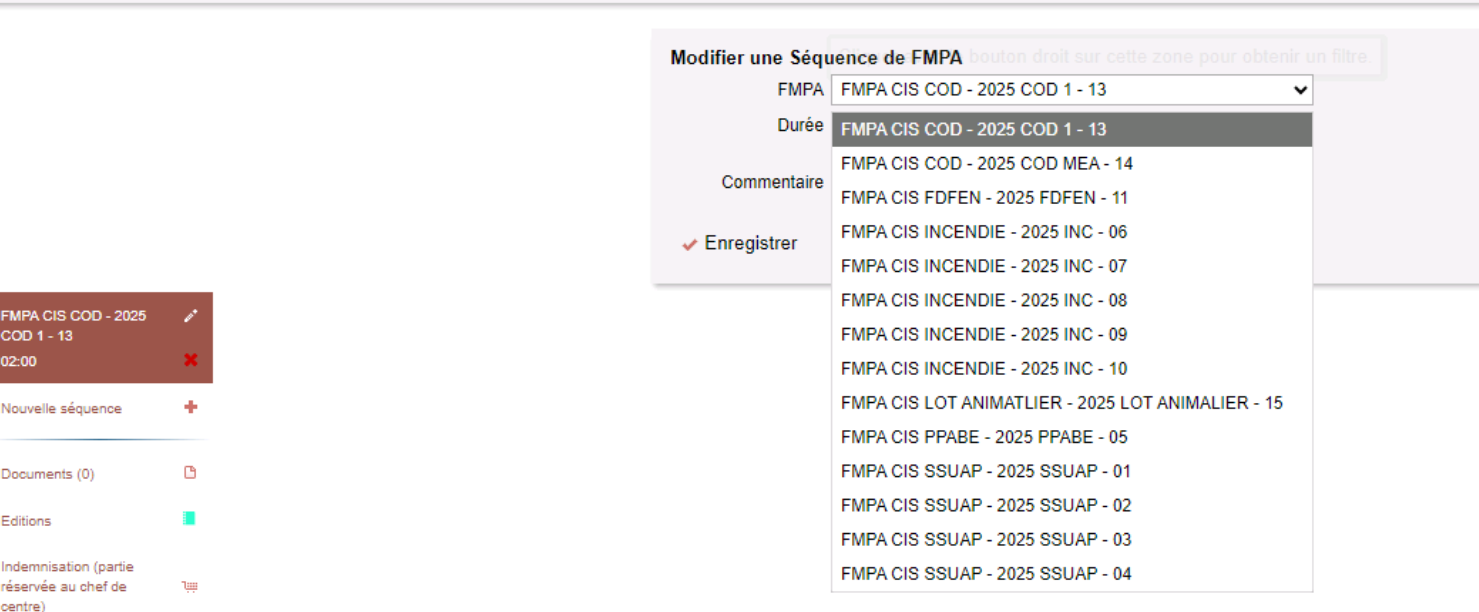 Modifier une Séquence de FMPA bouton droit sur cette zone pour obtenir un filtre.
FMPA FMPA CIS COD - 2025 COD 1 - 13
Durée
FMPA CIS COD - 2025 COD 1 - 13
FMPA CIS COD - 2025 COD MEA - 14
Commentaire
FMPA CIS FDFEN - 2025 FDFEN - 11
FMPA CIS INCENDIE - 2025 INC - 06
Enregistrer
FMPA CIS INCENDIE - 2025 INC - 07
FMPA CIS INCENDIE - 2025 INC - 08
FMPA CIS INCENDIE - 2025 INC - 09
FMPA CIS INCENDIE - 2025 INC - 10
FMPA CIS LOT ANIMATLIER - 2025 LOT ANIMALIER - 15
FMPA CIS PPABE - 2025 PPABE - 05
FMPA CIS SSUAP - 2025 SSUAP - 01
FMPA CIS SSUAP - 2025 SSUAP - 02
FMPA CIS SSUAP - 2025 SSUAP - 03
FMPA CIS SSUAP - 2025 SSUAP - 04
FMPA CIS COD - 2025
COD 1 - 13
02:00
Nouvelle séquence
Documents (0)
Editions
Indemnisation (partie
réservée au chef de
centre)